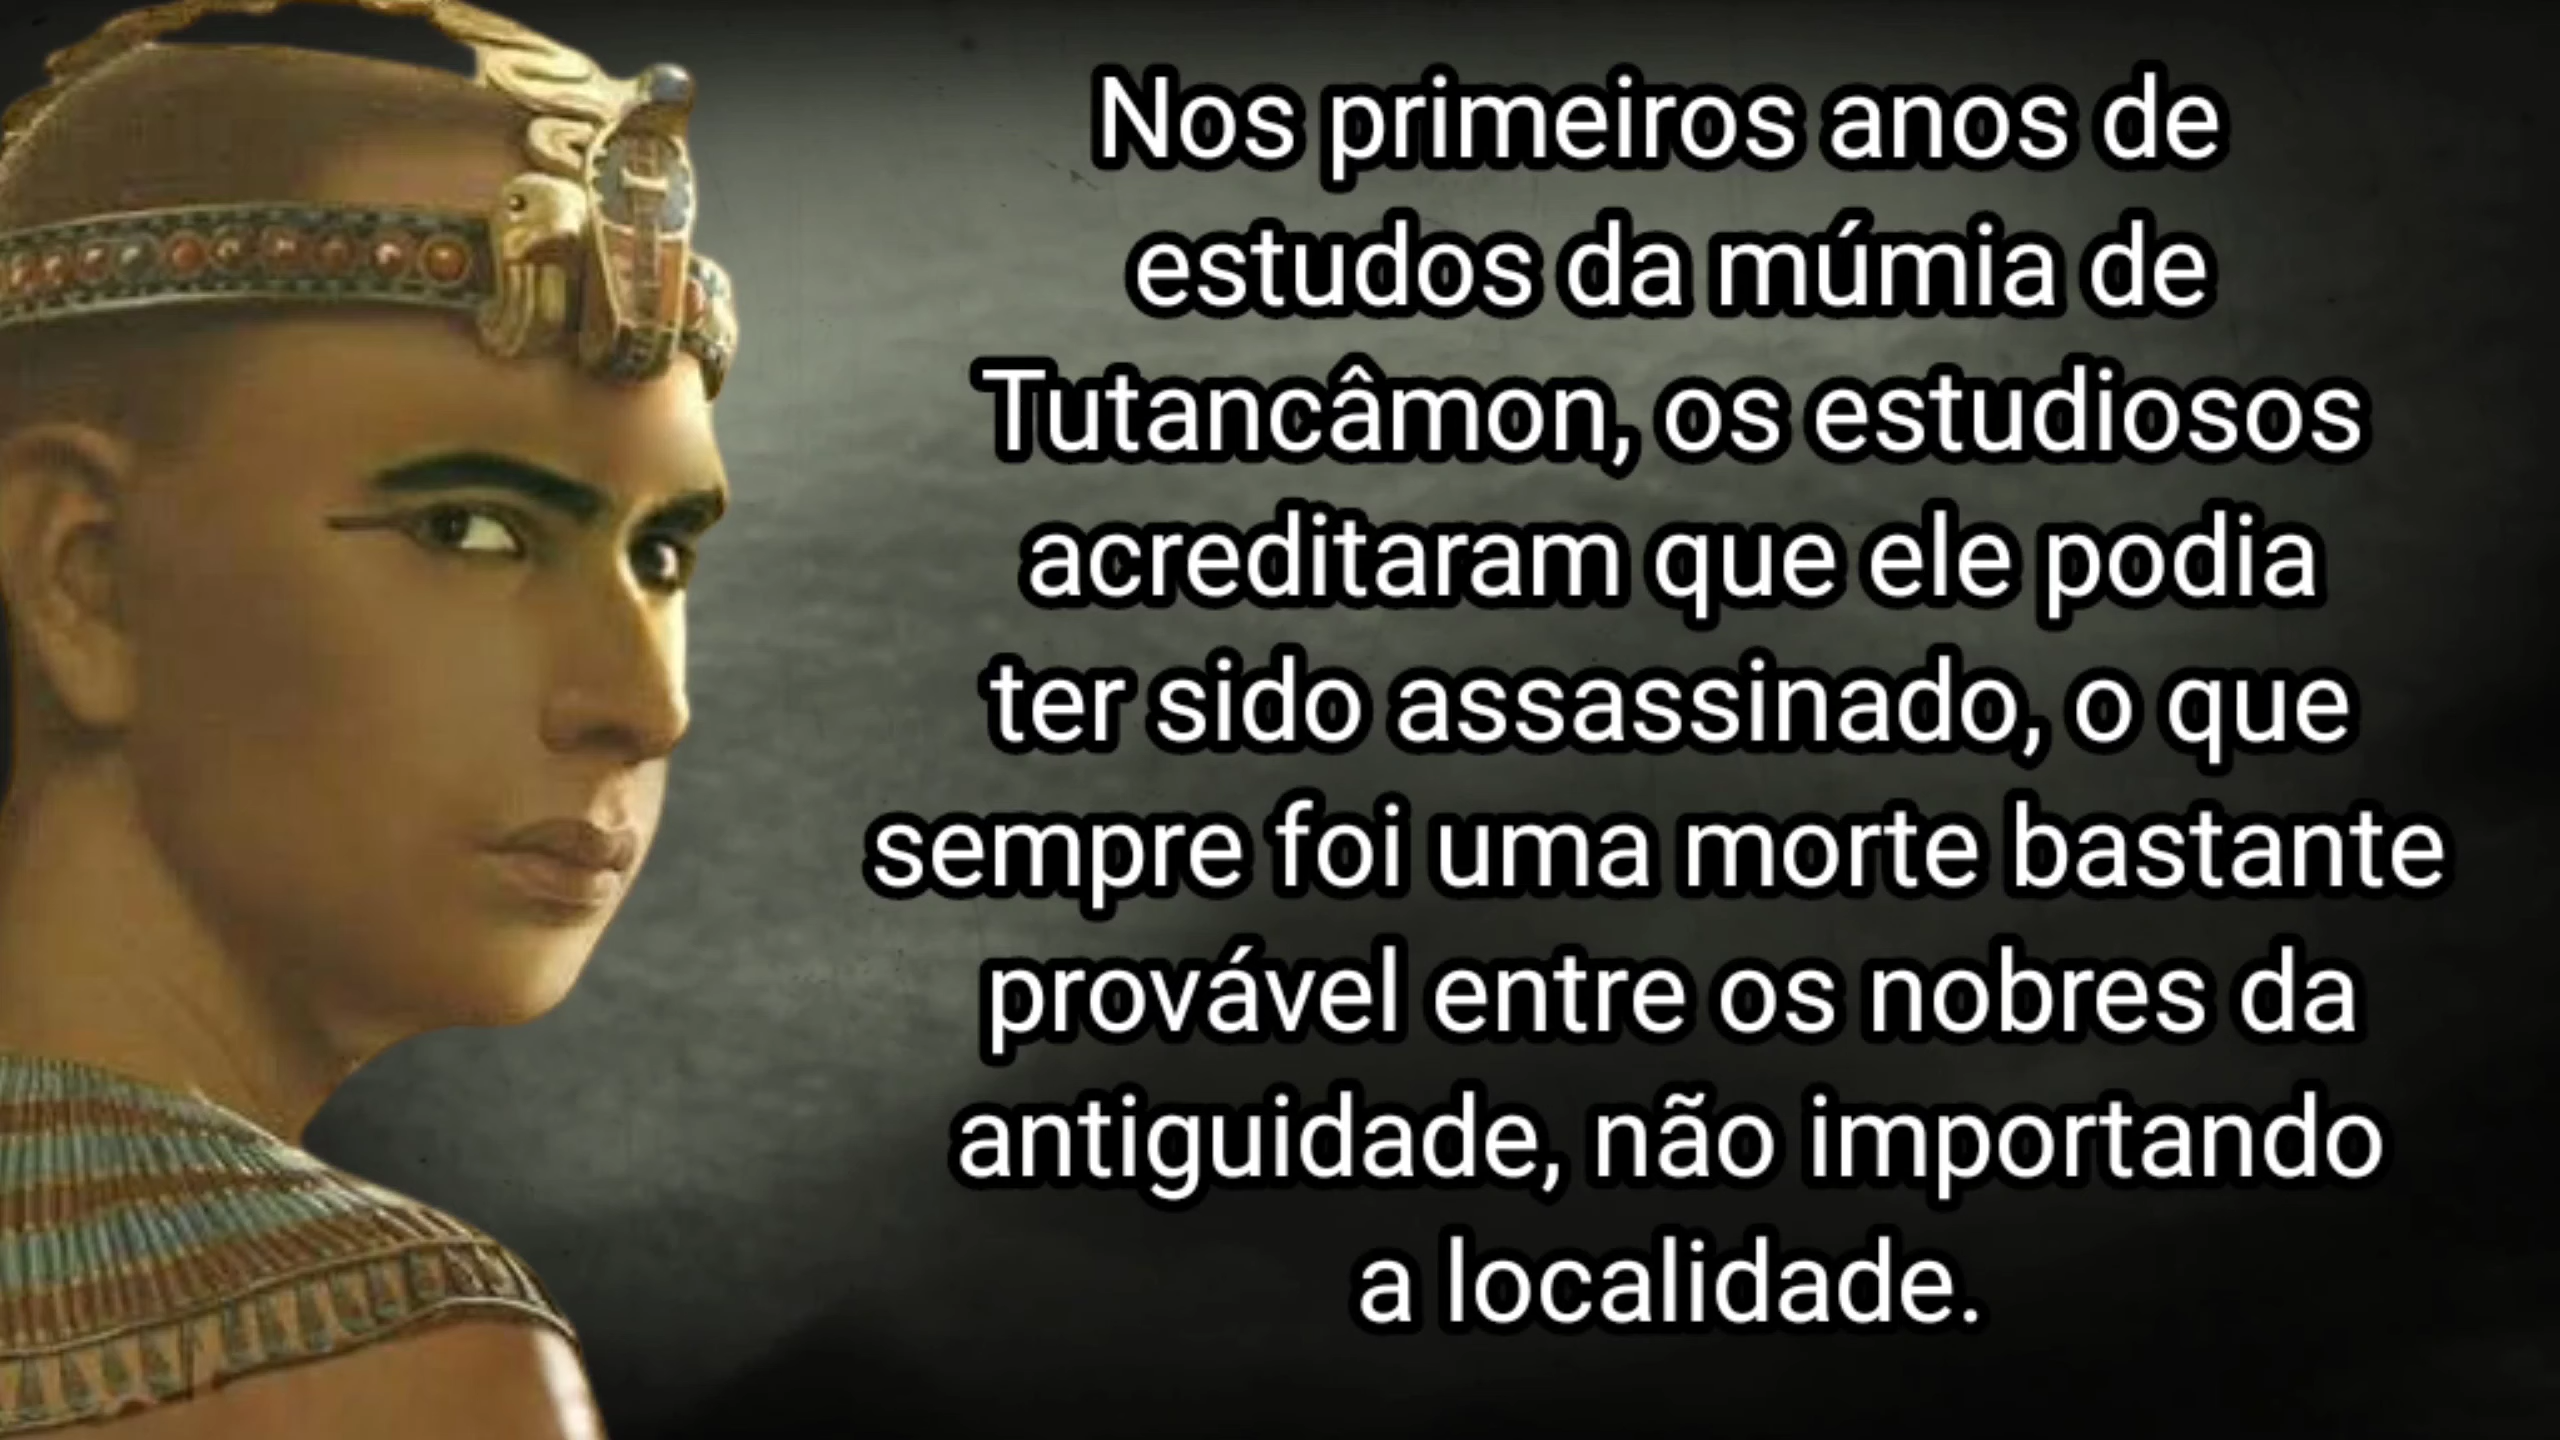 Nos primeiros anos de
estudos da múmia de
Tutancâmon, os estudiosos
acreditaram que ele podia
ter sido assassinado, o que
sempre foi uma morte bastante
provável entre os nobres da
antiguidade, não importando
a localidade.